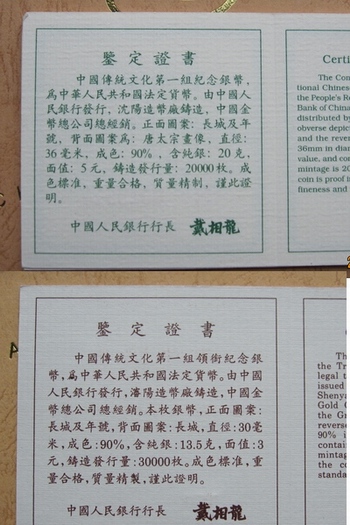 鑒定證書
中國傳統文化第一組紀念銀幣,
爲中華人民共和國法定貨幣。由中國人
民銀行發行, 沈陽造幣廠鑄造, 中國金
幣總公司總經銷。正面圖案: 長城及年
號, 背面圖案爲: 唐太宗畫像, 直徑:
36毫米, 成色: 90%, 含純銀: 20克,
面值: 5元, 鑄造發行量: 20000枚。成
色標准, 重量合格, 質量精制, 謹此證
明。
中國人民銀行行長 戴相龍
Certi
The Com
tional Chinese
the People's Re
Bank of China
distributed by
obverse depic
and the rever
36mm in diam
value, and con
mintage is 20
coin is proof i
fineness and
鑒定證書
中國傳統文化第一組領銜紀念銀
幣,爲中華人民共和國法定貨幣。由中國
人民銀行發行,瀋陽造幣廠鑄造,中國金
幣總公司總經銷。本枚銀幣,正面圖案:
長城及年號,背面圖案:長城,直徑:30毫
米,成色:90%,含純銀:13.5克,面值:3
元,鑄造發行量:30000枚。成色標准,重
量合格,質量精製,謹此證明。
中國人民銀行行長 戴相龍
the Tr
legal t
issued
Shenya
Gold C
the Gr
reverse
90% i
contain
mintag
the co
standa